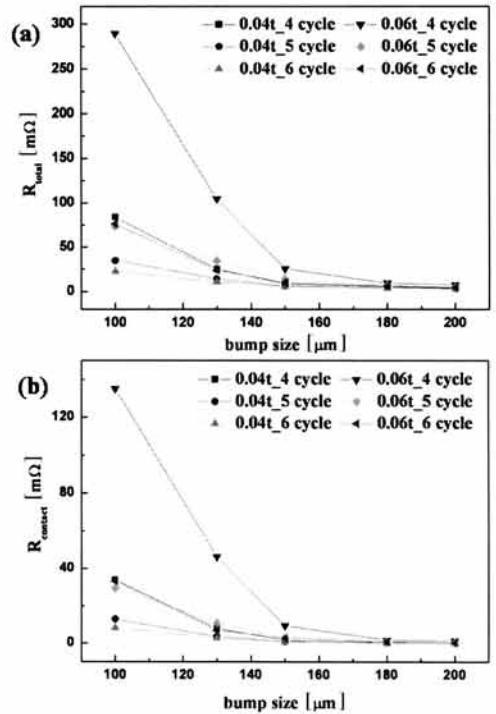 (a)
0.04t_4 cycle 0.06t_4 cycle
0.04t_5 cycle 0.06t_5 cycle
0.04t_6 cycle 0.06t_6 cycle
R_total [mΩ]
300
250
200
150
100
50
0
100 120 140 160 180 200
bump size [μm]
(b)
0.04t_4 cycle 0.06t_4 cycle
0.04t_5 cycle 0.06t_5 cycle
0.04t_6 cycle 0.06t_6 cycle
R_contact [mΩ]
120
80
40
0
100 120 140 160 180 200
bump size [μm]